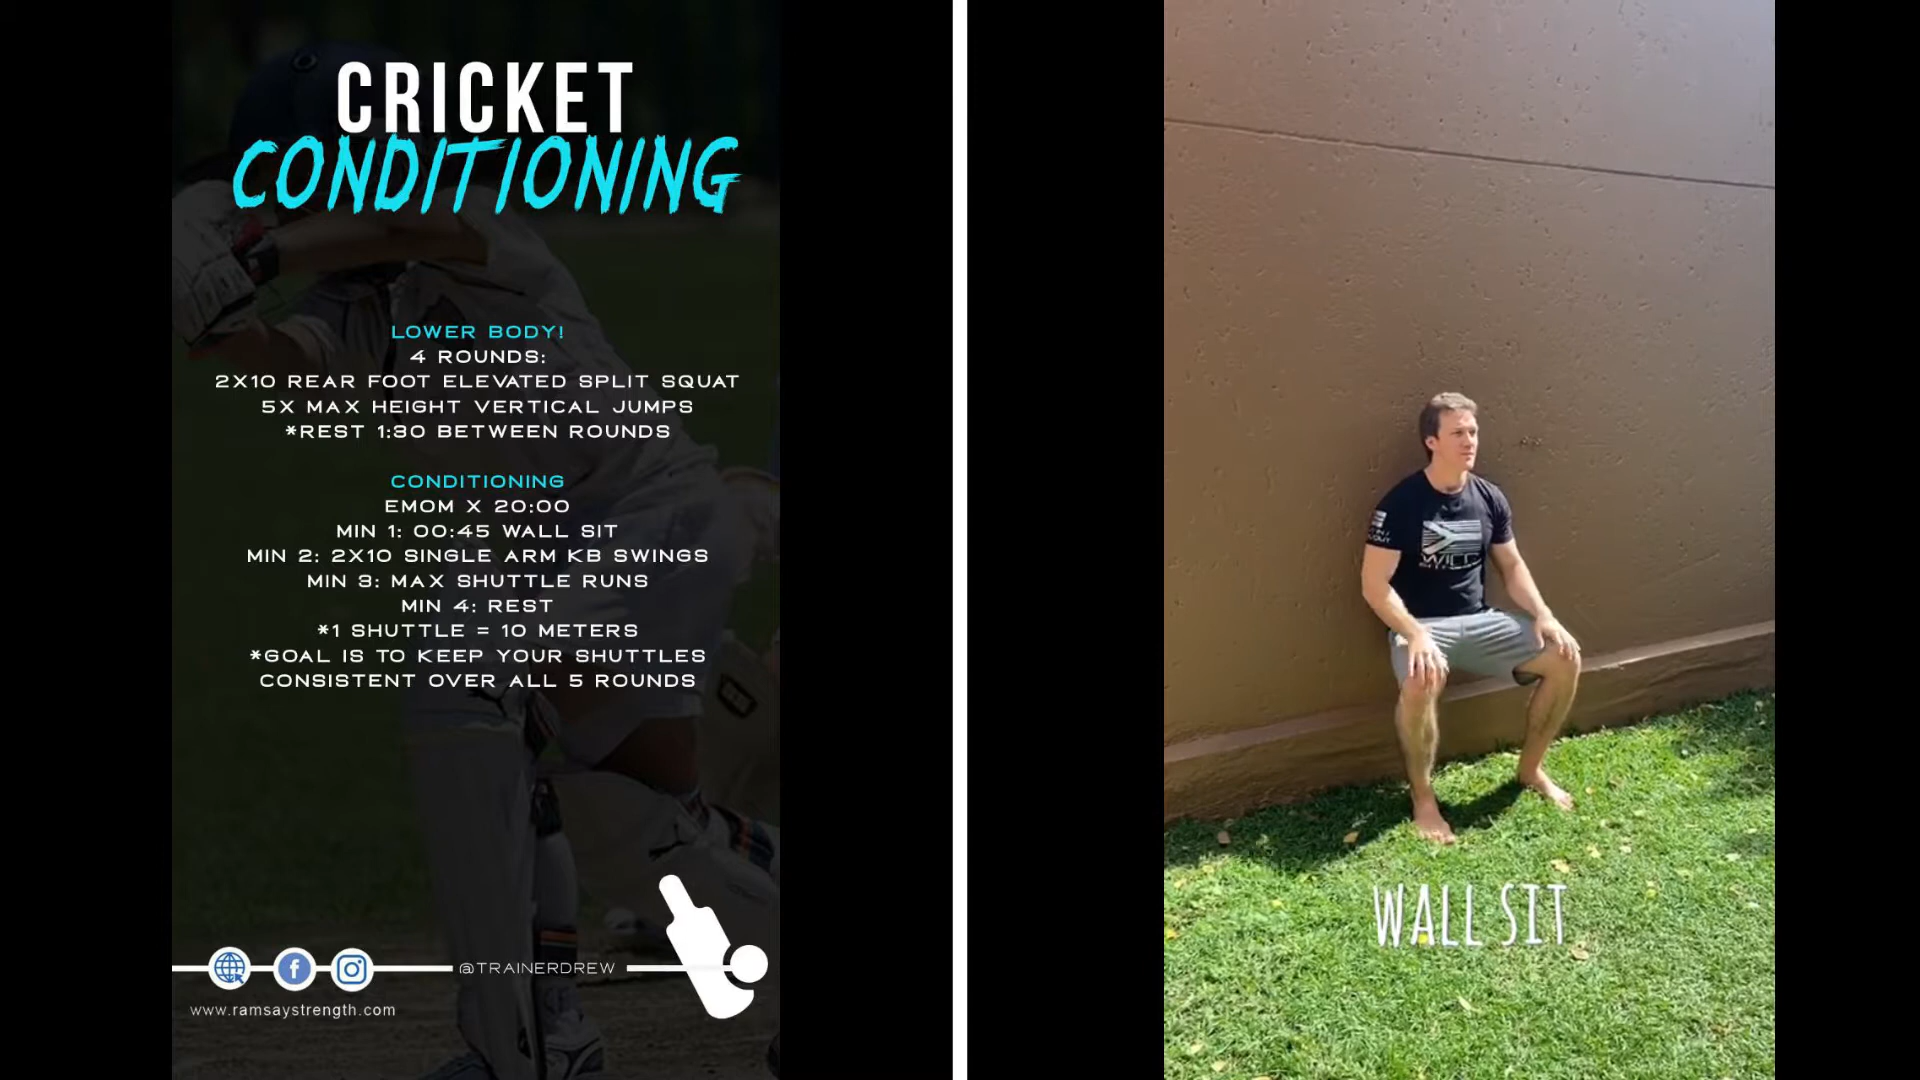 CRICKET
CONDITIONING
LOWER BODY!
4 ROUNDS:
2X10 REAR FOOT ELEVATED SPLIT SQUAT
5X MAX HEIGHT VERTICAL JUMPS
*REST 1:30 BETWEEN ROUNDS
CONDITIONING
EMOM X 20:00
MIN 1: 00:45 WALL SIT
MIN 2: 2X10 SINGLE ARM KB SWINGS
MIN 3: MAX SHUTTLE RUNS
MIN 4: REST
*1 SHUTTLE = 10 METERS
*GOAL IS TO KEEP YOUR SHUTTLES
CONSISTENT OVER ALL 5 ROUNDS
@TRAINERDREW
www.ramsaystrength.com
WILD
WALL SIT